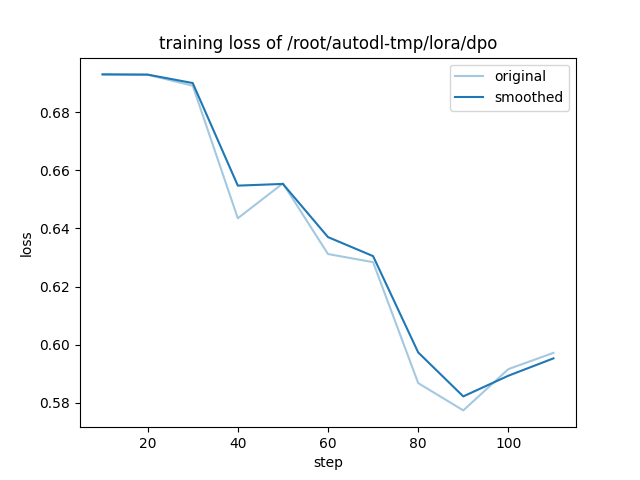 training loss of /root/autodl-tmp/lora/dpo
original
smoothed
0.68
0.66
0.64
0.62
0.60
0.58
loss
20 40 60 80 100
step